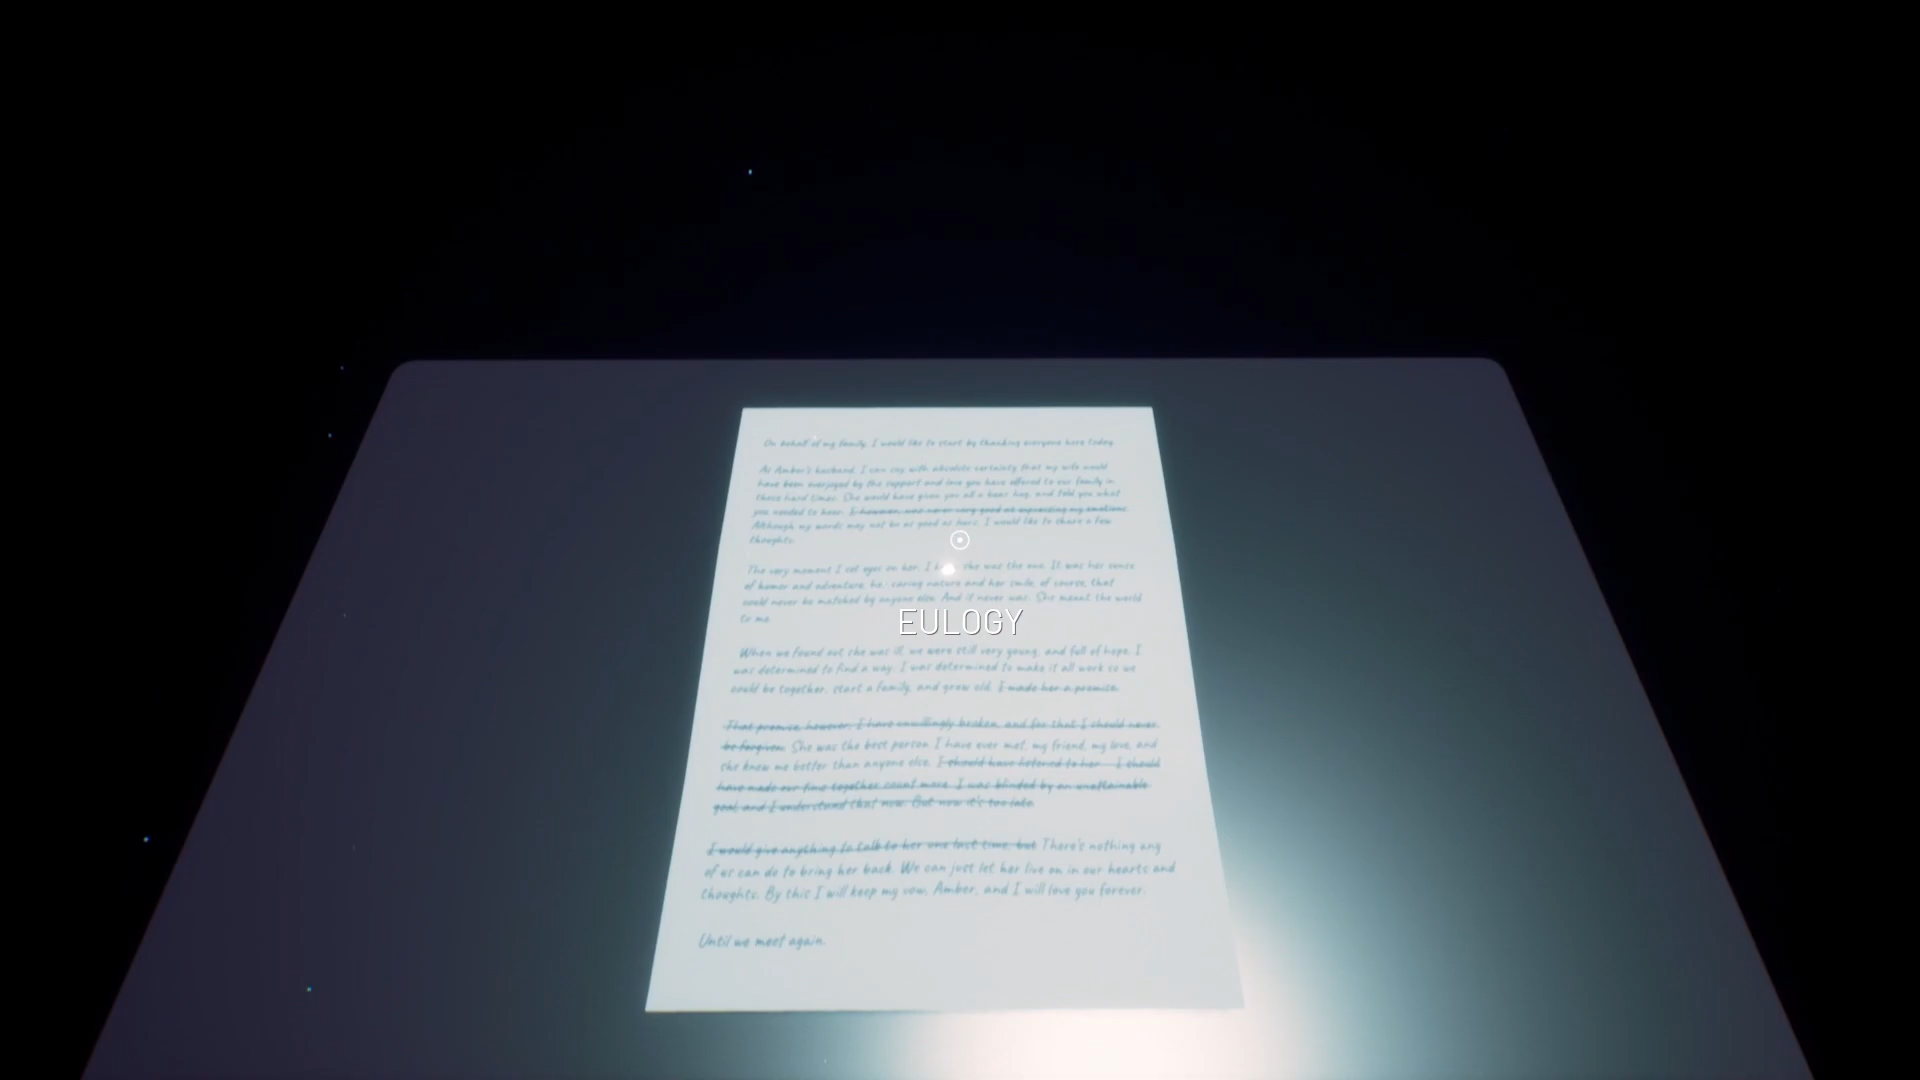 On behalf of my family, I would like to start by thanking everyone here today.
As Amber's husband, I can say with absolute certainty that my wife would
have been overjoyed by the support and love you have offered to our family in
these hard times. She would have given you all a bear hug, and told you what
you needed to hear. I however, was never very good at expressing my emotions.
Although my words may not be as good as hers, I would like to share a few
thoughts.
The very moment I set eyes on her, I she was the one. It was her sense
of humor and adventure, her caring nature and her smile, of course, that
could never be matched by anyone else. And it never was. She meant the world
to me.
EULOGY
When we found out she was ill, we were still very young, and full of hope. I
was determined to find a way. I was determined to make it all work so we
could be together, start a family, and grow old. I made her a promise.
That promise, however, I have unwillingly broken, and for that I should never
be forgiven. She was the best person I have ever met, my friend, my love, and
she knew me better than anyone else. I should have listened to her. I should
have made our time together count more. I was blinded by an unattainable
goal, and I understand that now. But now it's too late.
I would give anything to talk to her one last time, but There's nothing any
of us can do to bring her back. We can just let her live on in our hearts and
thoughts. By this I will keep my vow, Amber, and I will love you forever.
Until we meet again.